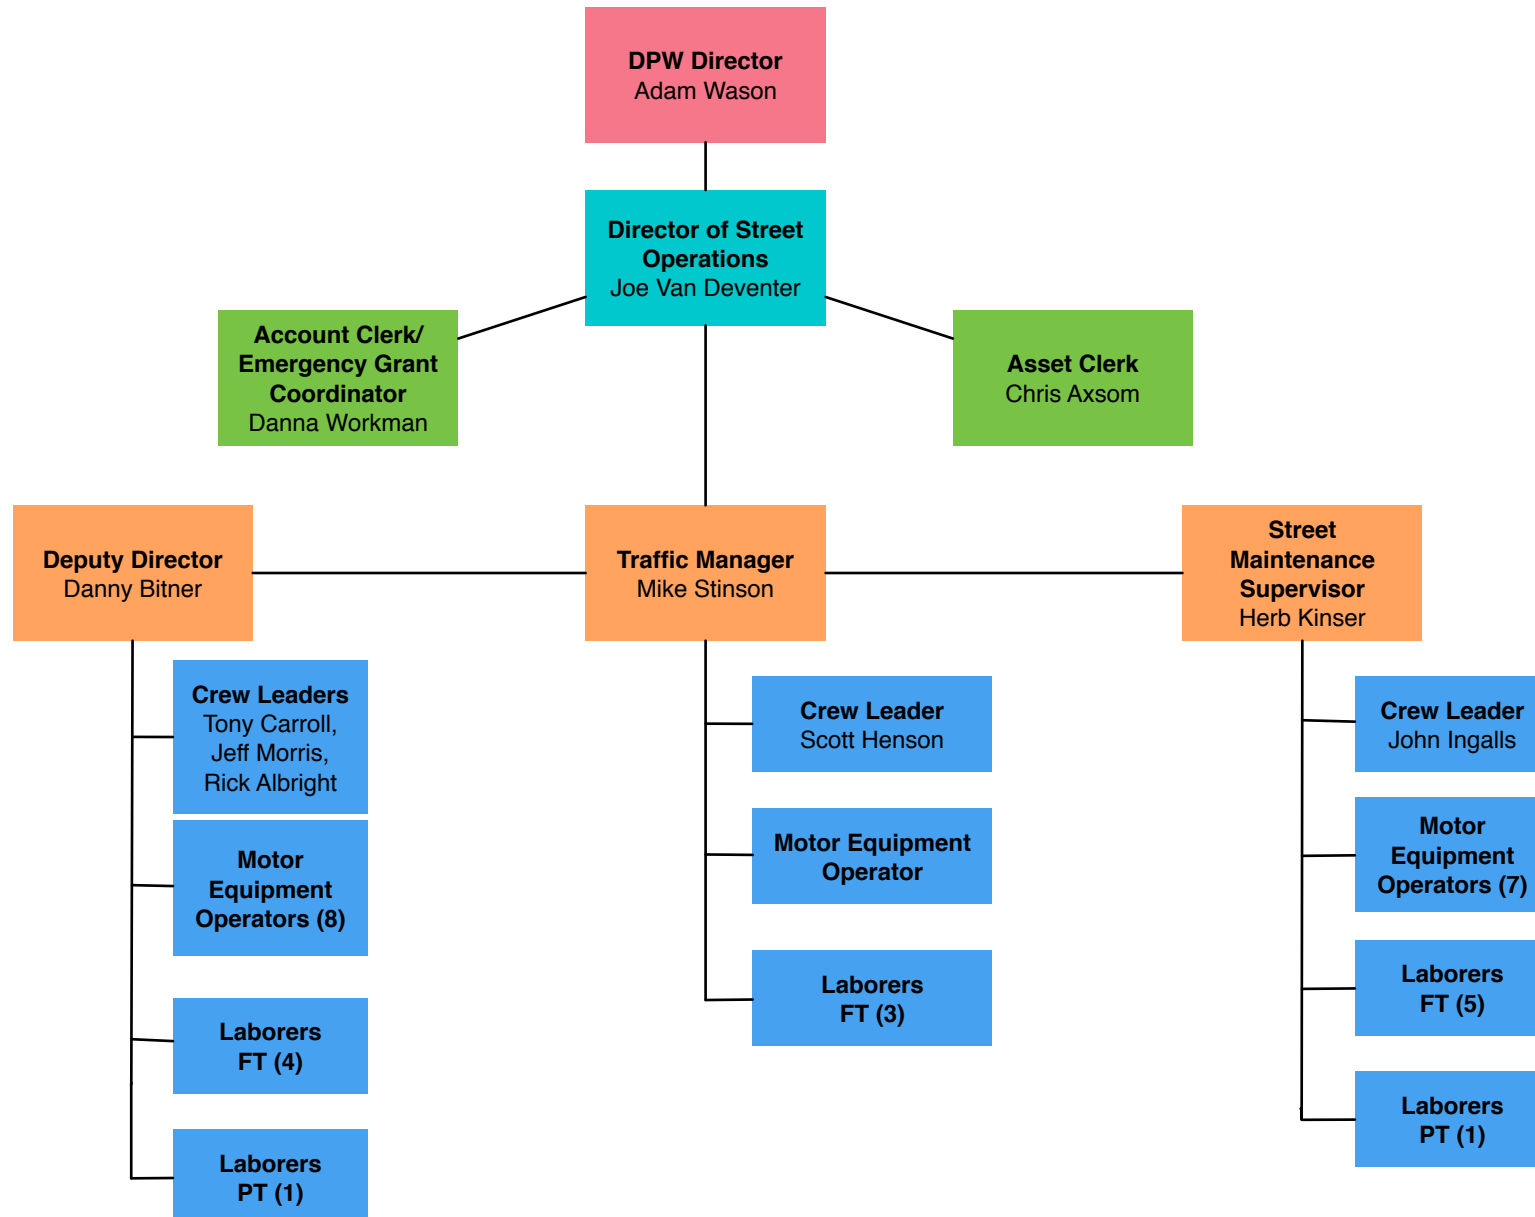 DPW Director
Adam Wason
Director of Street
Operations
Joe Van Deventer
Account Clerk/
Emergency Grant
Coordinator
Danna Workman
Asset Clerk
Chris Axsom
Deputy Director
Danny Bitner
Traffic Manager
Mike Stinson
Street
Maintenance
Supervisor
Herb Kinser
Crew Leaders
Tony Carroll,
Jeff Morris,
Rick Albright
Motor
Equipment
Operators (8)
Laborers
FT (4)
Laborers
PT (1)
Crew Leader
Scott Henson
Motor Equipment
Operator
Laborers
FT (3)
Crew Leader
John Ingalls
Motor
Equipment
Operators (7)
Laborers
FT (5)
Laborers
PT (1)